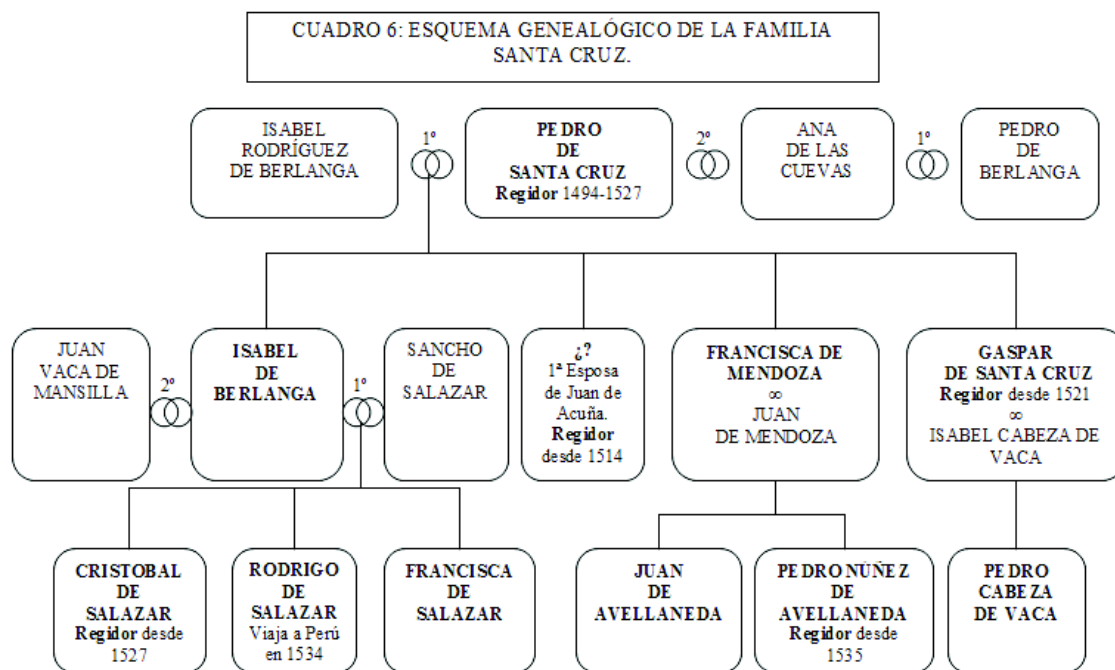 CUADRO 6: ESQUEMA GENEALÓGICO DE LA FAMILIA
SANTA CRUZ.
ISABEL
RODRÍGUEZ
DE BERLANGA
1º
PEDRO
DE
SANTA CRUZ
Regidor 1494-1527
2º
ANA
DE LAS
CUEVAS
1º
PEDRO
DE
BERLANGA
JUAN
VACA DE
MANSILLA
2º
ISABEL
DE
BERLANGA
1º
SANCHO
DE
SALAZAR
¿?
1ª Esposa
de Juan de
Acuña.
Regidor
desde 1514
FRANCISCA DE
MENDOZA
∞
JUAN
DE MENDOZA
GASPAR
DE SANTA CRUZ
Regidor desde 1521
∞
ISABEL CABEZA DE
VACA
CRISTOBAL
DE
SALAZAR
Regidor desde
1527
RODRIGO
DE
SALAZAR
Viaja a Perú
en 1534
FRANCISCA
DE
SALAZAR
JUAN
DE
AVELLANEDA
PEDRO NÚÑEZ
DE
AVELLANEDA
Regidor desde
1535
PEDRO
CABEZA
DE VACA